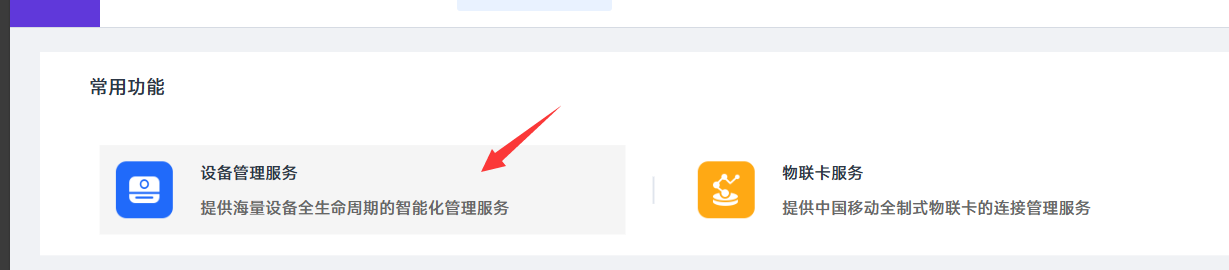 常用功能
设备管理服务
提供海量设备全生命周期的智能化管理服务
物联卡服务
提供中国移动全制式物联卡的连接管理服务